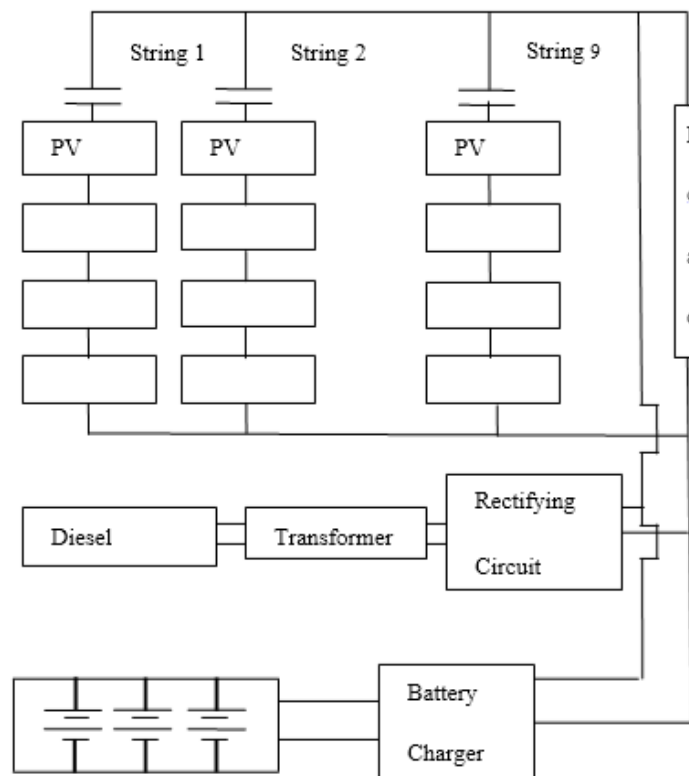 String 1
String 2
String 9
PV
PV
PV
Diesel
Transformer
Rectifying
Circuit
Battery
Charger